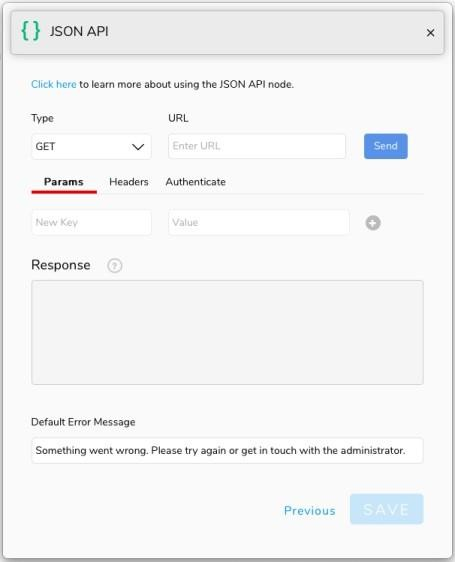 { } JSON API ×
Click here to learn more about using the JSON API node.
Type URL
GET Enter URL Send
Params Headers Authenticate
New Key Value +
Response ?
Default Error Message
Something went wrong. Please try again or get in touch with the administrator.
Previous SAVE